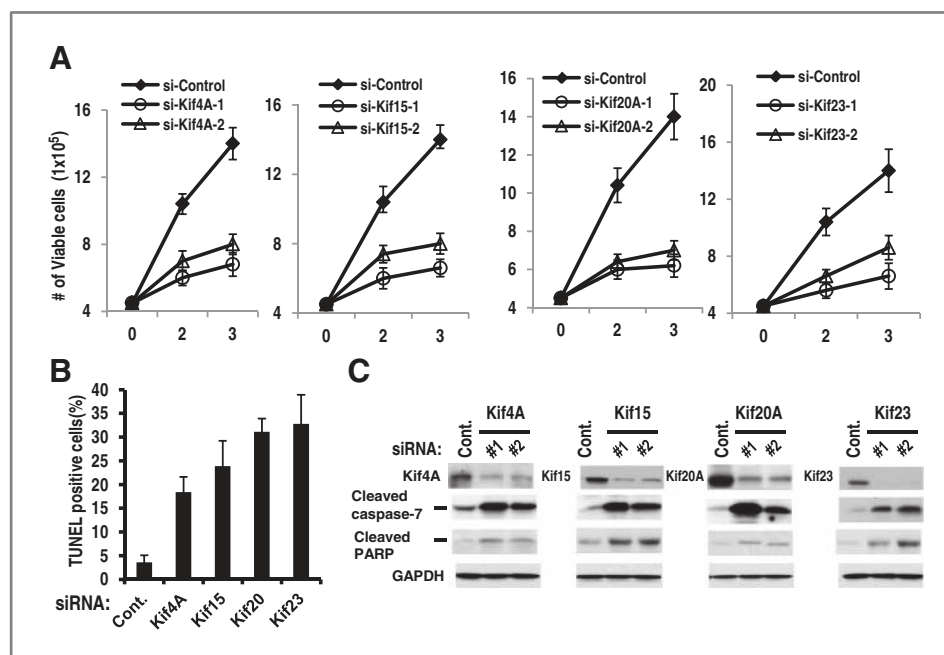 A
si-Control
si-Kif4A-1
si-Kif4A-2
16
12
8
4
0 2 3
# of Viable cells (1x10⁵)
si-Control
si-Kif15-1
si-Kif15-2
16
12
8
4
0 2 3
si-Control
si-Kif20A-1
si-Kif20A-2
16
14
12
10
8
6
4
0 2 3
si-Control
si-Kif23-1
si-Kif23-2
20
16
12
8
4
0 2 3
B
TUNEL positive cells(%)
40
35
30
25
20
15
10
5
0
siRNA: Cont. Kif4A Kif15 Kif20 Kif23
C
Kif4A Kif15 Kif20A Kif23
siRNA: Cont. #1 #2 Cont. #1 #2 Cont. #1 #2 Cont. #1 #2
Kif4A Kif15 Kif20A Kif23
Cleaved
caspase-7
Cleaved
PARP
GAPDH